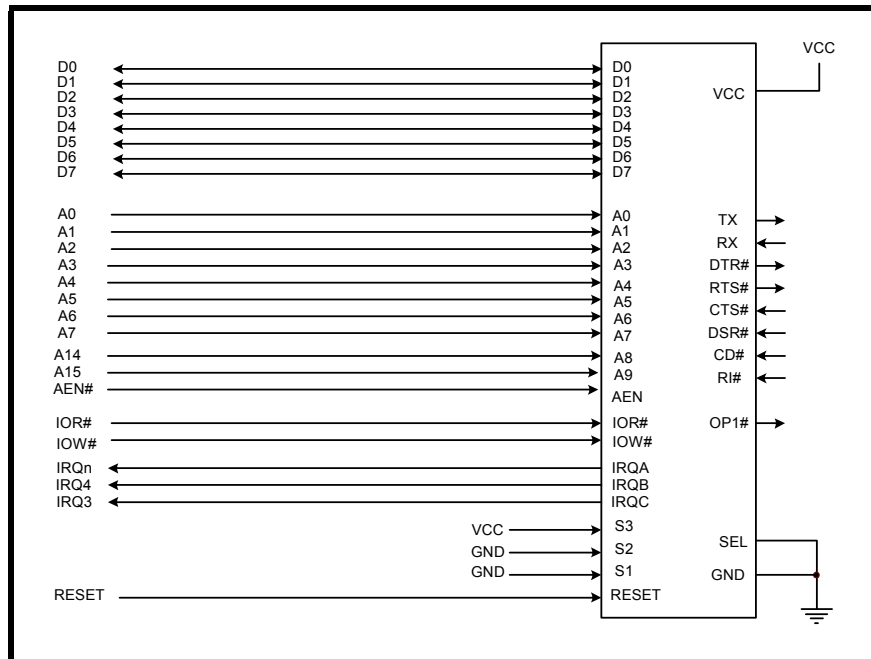 VCC
D0 D0
D1 D1
D2 D2 VCC
D3 D3
D4 D4
D5 D5
D6 D6
D7 D7
A0 A0 TX
A1 A1
A2 A2 RX
A3 A3 DTR#
A4 A4 RTS#
A5 A5
A6 A6 CTS#
A7 A7 DSR#
A14 A8 CD#
A15 A9 RI#
AEN# AEN
IOR# IOR# OP1#
IOW# IOW#
IRQn IRQA
IRQ4 IRQB
IRQ3 IRQC
VCC S3
GND S2 SEL
GND S1 GND
RESET RESET